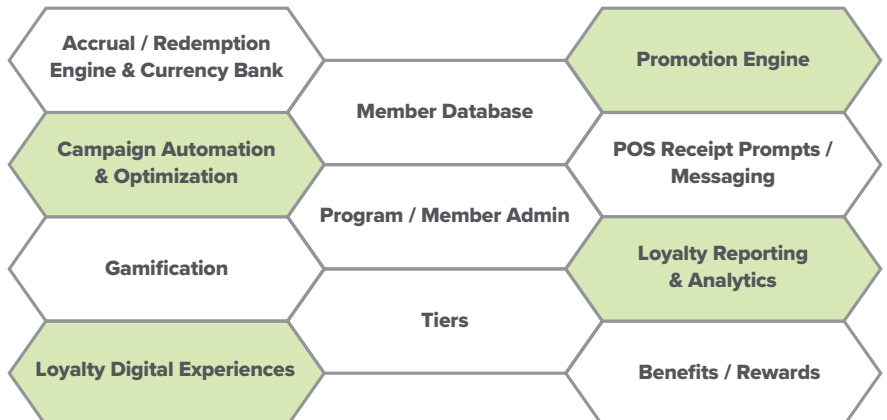 Accrual / Redemption
Engine & Currency Bank
Promotion Engine
Member Database
Campaign Automation
& Optimization
POS Receipt Prompts /
Messaging
Program / Member Admin
Gamification
Loyalty Reporting
& Analytics
Tiers
Loyalty Digital Experiences
Benefits / Rewards